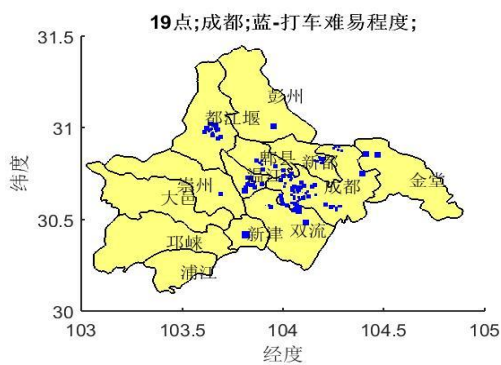 19点;成都;蓝-打车难易程度;
31.5
31
30.5
30
纬度
彭州
都江堰
郫县
新都
温江
崇州
成都
金堂
大邑
新津
双流
邛崃
浦江
103
103.5
104
104.5
105
经度